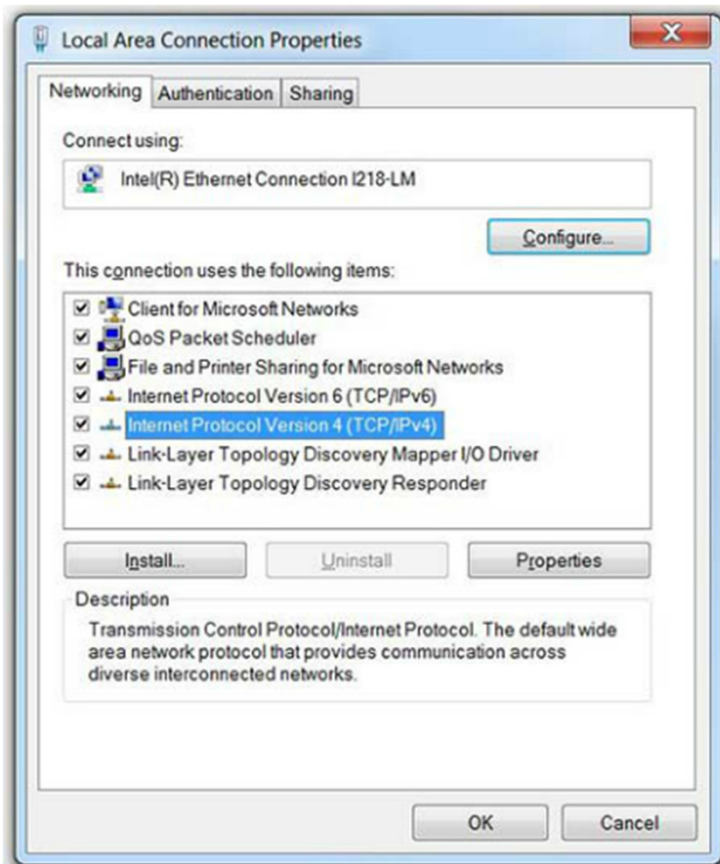 Local Area Connection Properties
Networking
Authentication
Sharing
Connect using:
Intel(R) Ethernet Connection I218-LM
Configure...
This connection uses the following items:
Client for Microsoft Networks
QoS Packet Scheduler
File and Printer Sharing for Microsoft Networks
Internet Protocol Version 6 (TCP/IPv6)
Internet Protocol Version 4 (TCP/IPv4)
Link-Layer Topology Discovery Mapper I/O Driver
Link-Layer Topology Discovery Responder
Install...
Uninstall
Properties
Description
Transmission Control Protocol/Internet Protocol. The default wide
area network protocol that provides communication across
diverse interconnected networks.
OK
Cancel